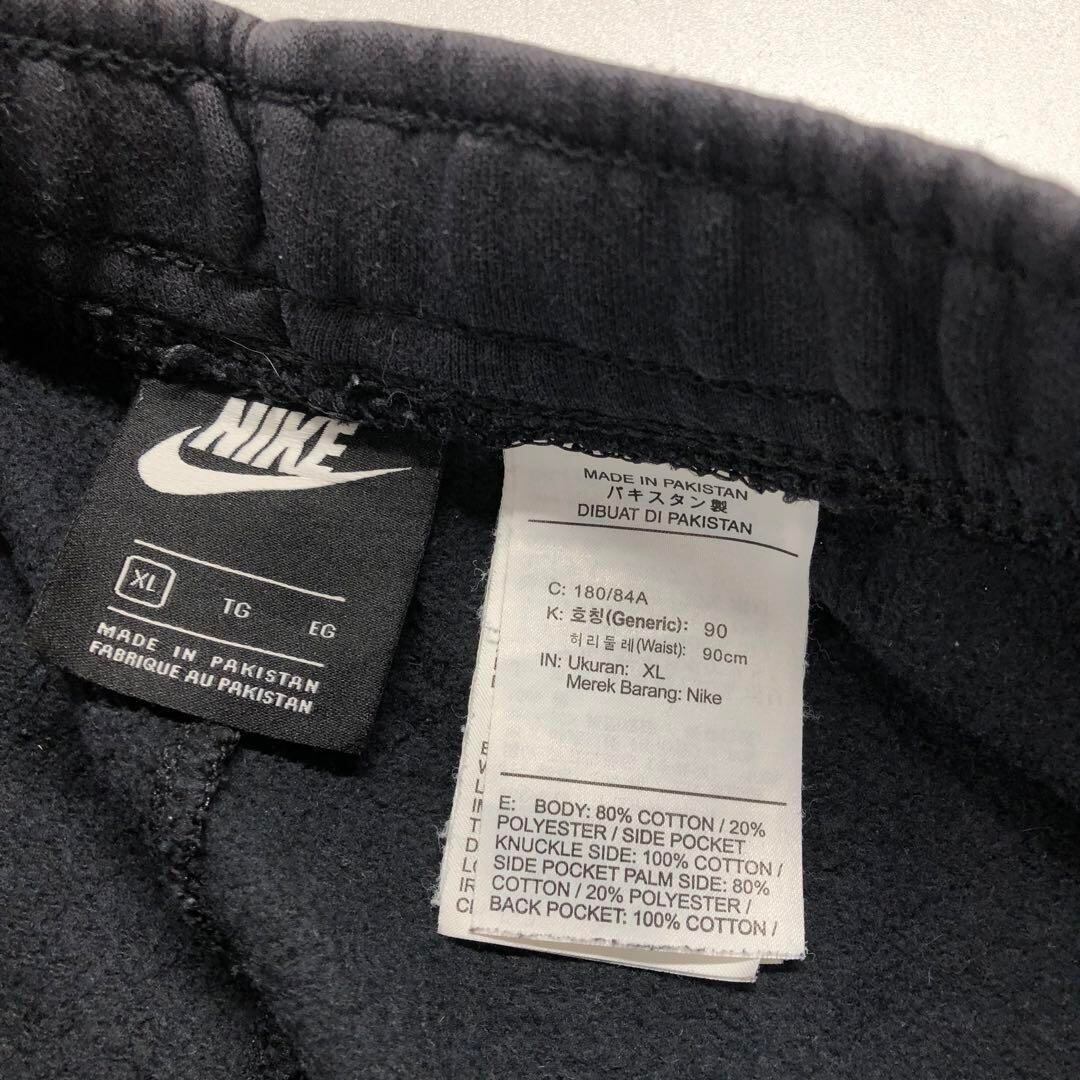 NIKE
XL TG EG
MADE IN PAKISTAN
FABRIQUE AU PAKISTAN
MADE IN PAKISTAN
パキスタン製
DIBUAT DI PAKISTAN
C: 180/84A
K: 호칭(Generic): 90
허리둘레(Waist): 90cm
IN: Ukuran: XL
Merek Barang: Nike
E: BODY: 80% COTTON / 20%
POLYESTER / SIDE POCKET
KNUCKLE SIDE: 100% COTTON /
SIDE POCKET PALM SIDE: 80%
COTTON / 20% POLYESTER /
BACK POCKET: 100% COTTON /